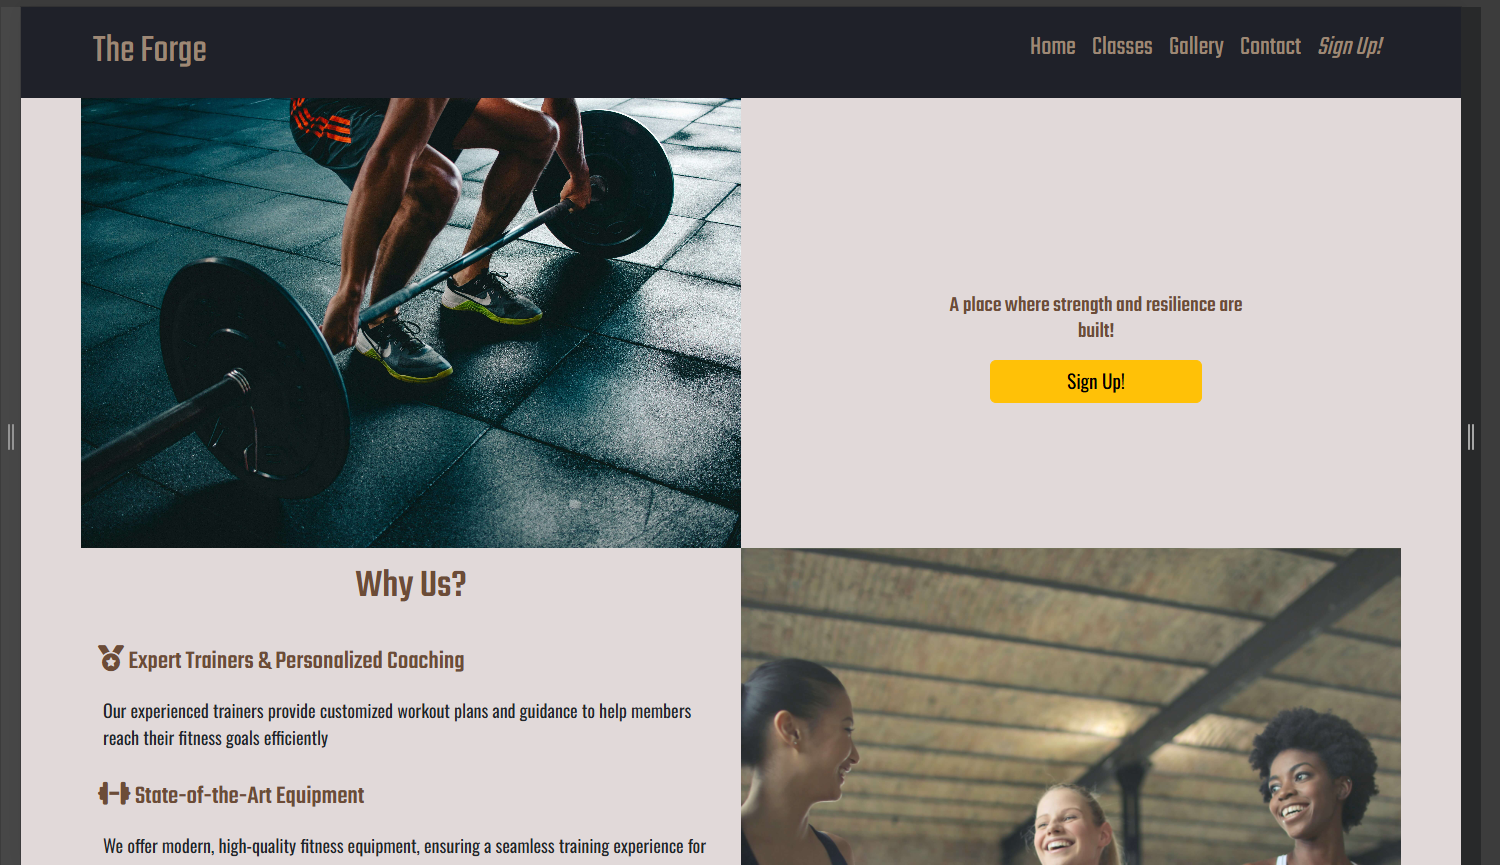 The Forge
Home Classes Gallery Contact Sign Up!
A place where strength and resilience are
built!
Sign Up!
Why Us?
Expert Trainers & Personalized Coaching
Our experienced trainers provide customized workout plans and guidance to help members
reach their fitness goals efficiently
State-of-the-Art Equipment
We offer modern, high-quality fitness equipment, ensuring a seamless training experience for